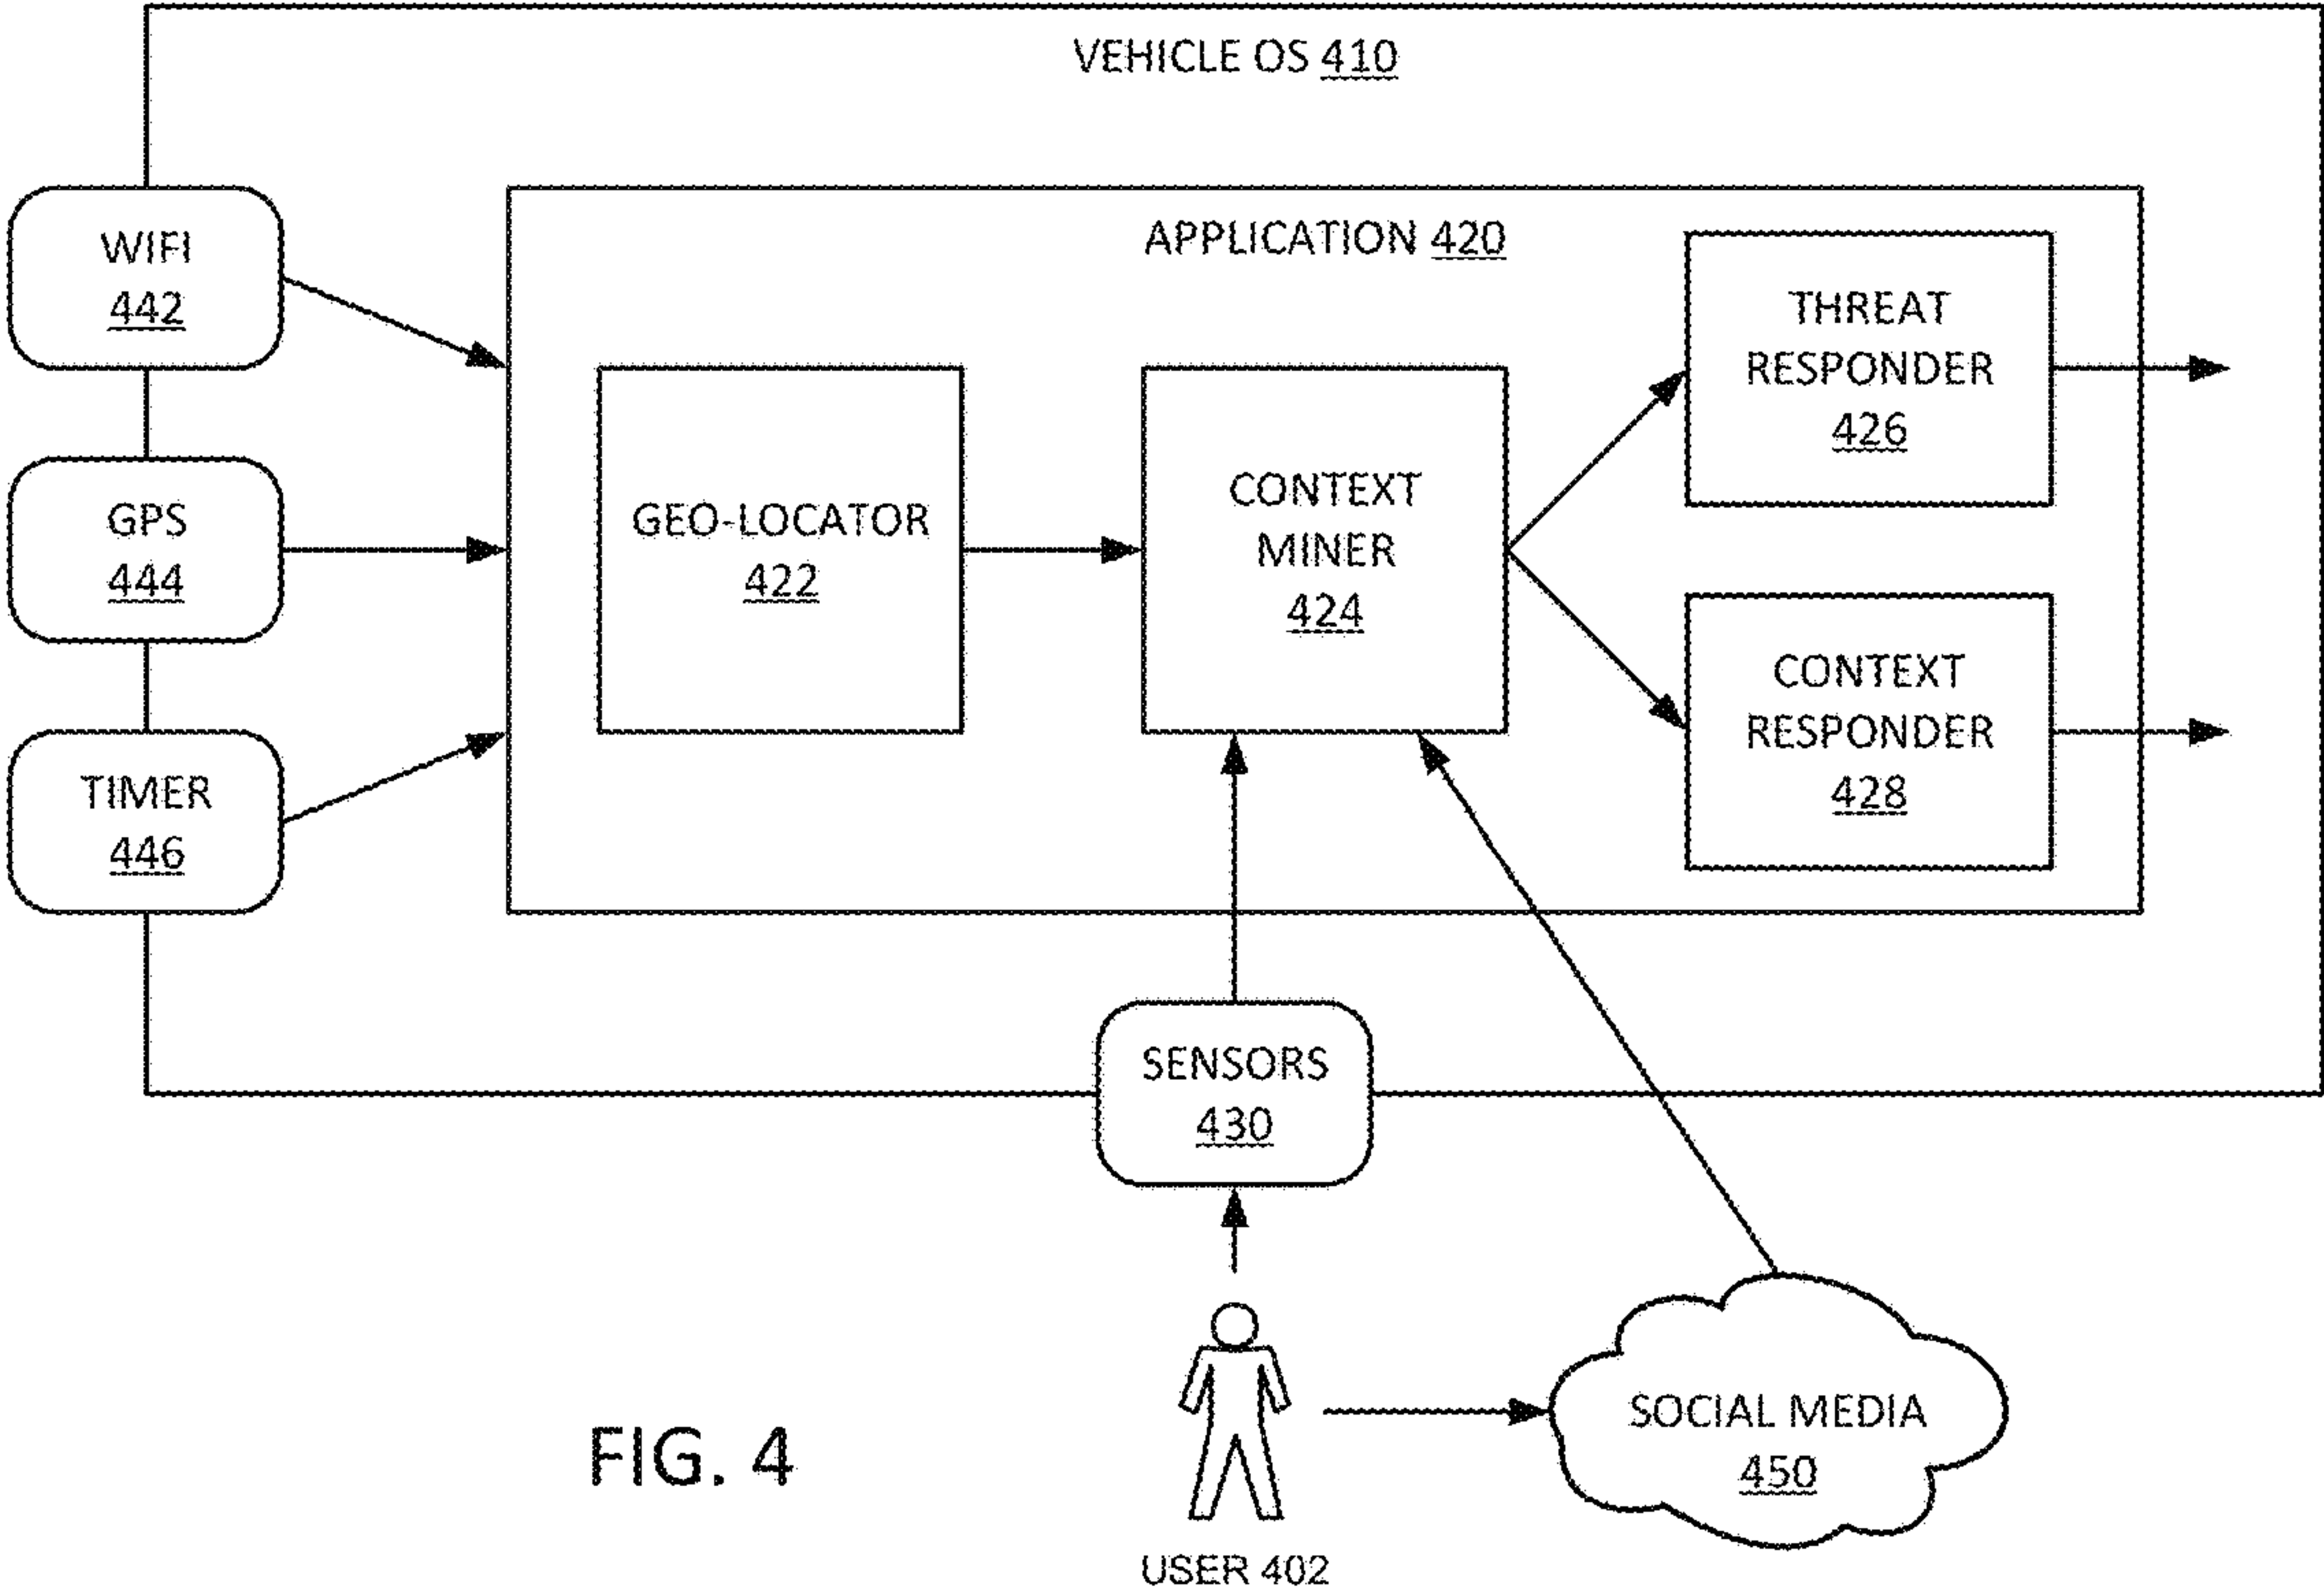 VEHICLE OS 410
WIFI
442
GPS
444
TIMER
446
APPLICATION 420
GEO-LOCATOR
422
CONTEXT
MINER
424
THREAT
RESPONDER
426
CONTEXT
RESPONDER
428
SENSORS
430
SOCIAL MEDIA
450
USER 402
FIG. 4